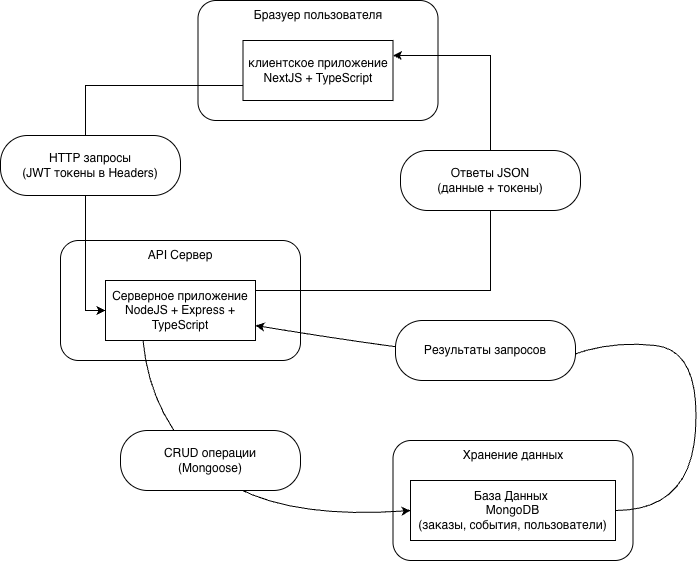 Бразуер пользователя
клиентское приложение
NextJS + TypeScript
HTTP запросы
(JWT токены в Headers)
Ответы JSON
(данные + токены)
API Сервер
Серверное приложение
NodeJS + Express +
TypeScript
Результаты запросов
CRUD операции
(Mongoose)
Хранение данных
База Данных
MongoDB
(заказы, события, пользователи)